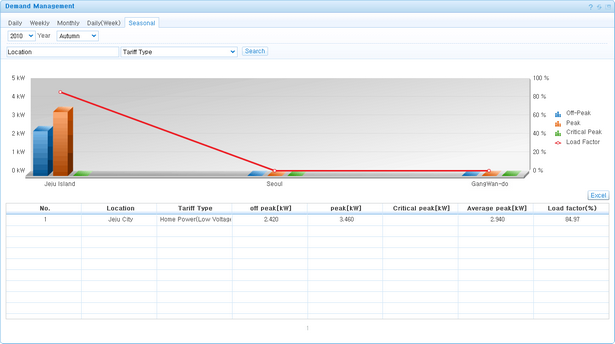 Demand Management
Daily Weekly Monthly Daily(Week) Seasonal
2010 Year Autumn
Location Tariff Type Search
5 kW 100 %
4 kW 80 %
3 kW 60 %
2 kW 40 %
1 kW 20 %
0 kW 0 %
Off-Peak
Peak
Critical Peak
Load Factor
Jeju Island Seoul GangWan-do
Excel
No. Location Tariff Type off peak[kW] peak[kW] Critical peak[kW] Average peak[kW] Load factor(%)
1 Jeju City Home Power(Low Voltage 2.420 3.460 2.940 84.97
1